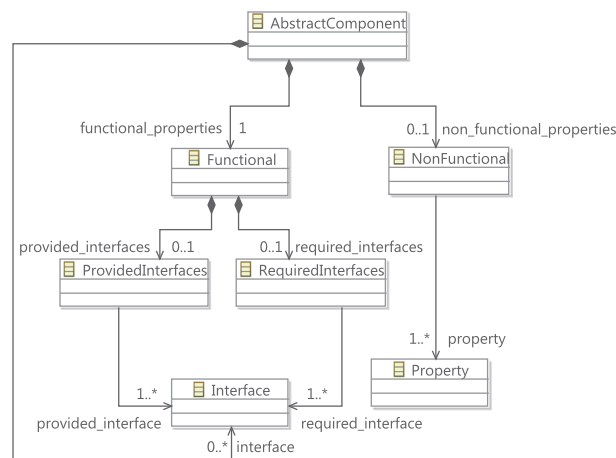 AbstractComponent
functional_properties 1
0..1 non_functional_properties
Functional
NonFunctional
provided_interfaces 0..1
0..1 required_interfaces
ProvidedInterfaces
RequiredInterfaces
1..* property
Property
1..*
1..*
Interface
provided_interface
required_interface
0..* interface